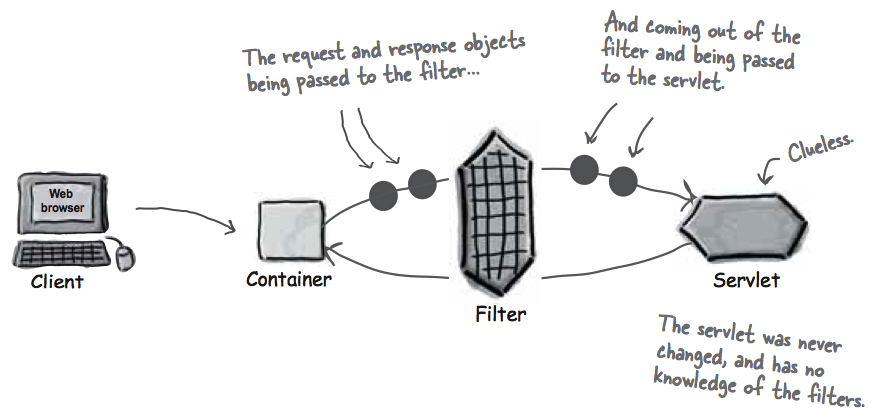 The request and response objects
being passed to the filter...
And coming out of the
filter and being passed
to the servlet.
Clueless.
Web
browser
Client
Container
Filter
Servlet
The servlet was never
changed, and has no
knowledge of the filters.